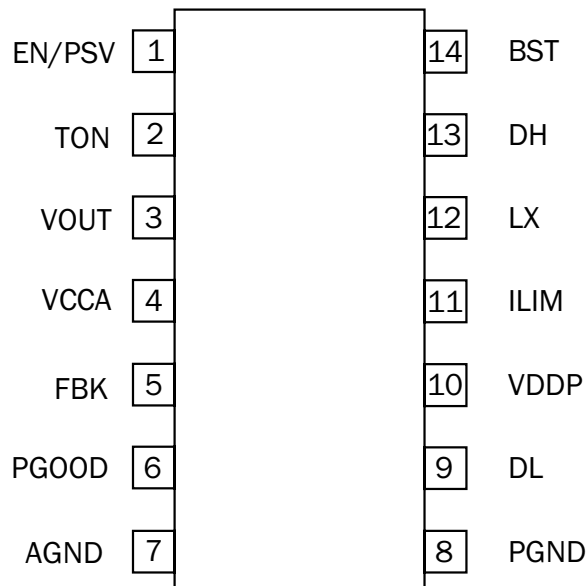 EN/PSV 1 14 BST
TON 2 13 DH
VOUT 3 12 LX
VCCA 4 11 ILIM
FBK 5 10 VDDP
PGOOD 6 9 DL
AGND 7 8 PGND